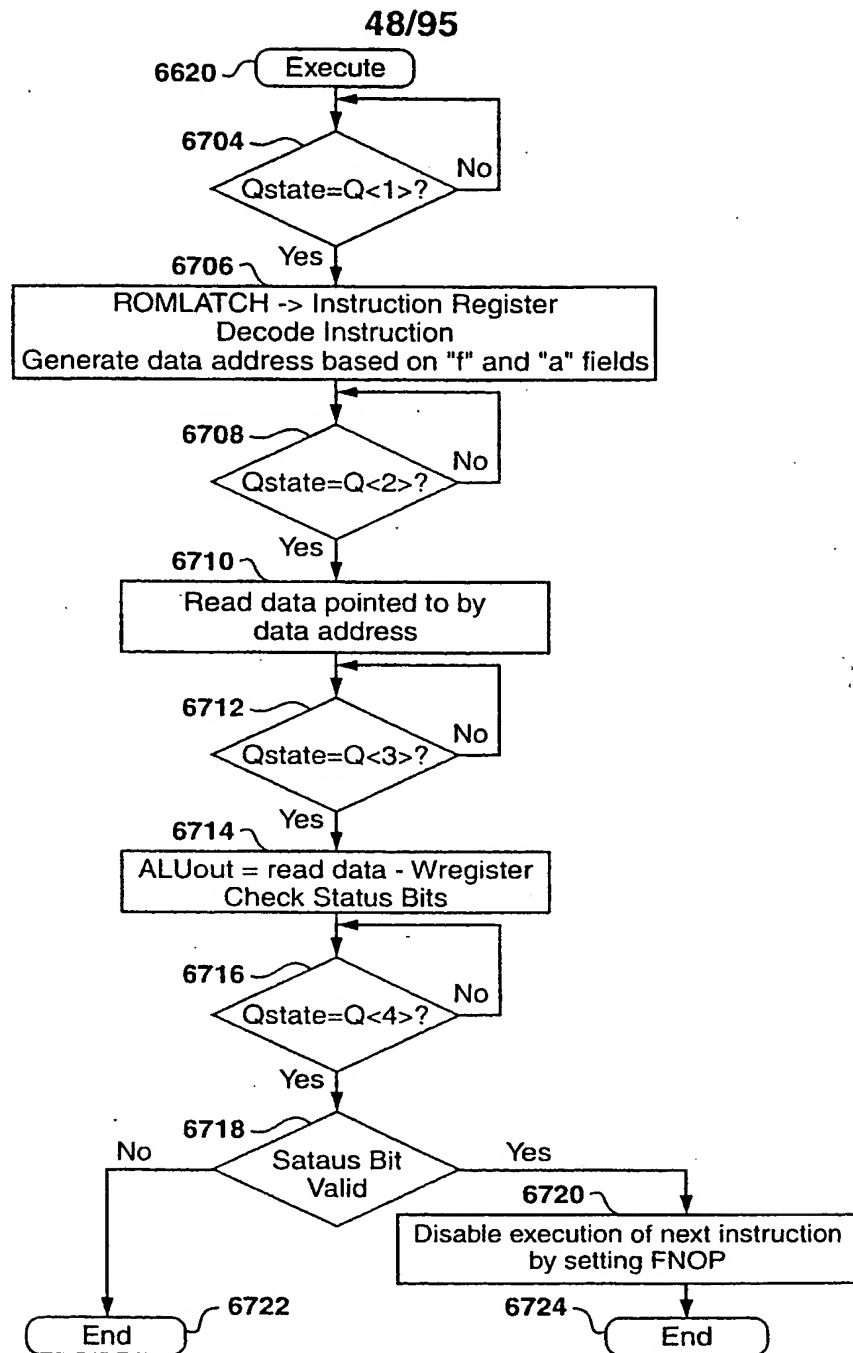 48/95
6620
Execute
6704
No
Qstate=Q<1>?
Yes
6706
ROMLATCH -> Instruction Register
Decode Instruction
Generate data address based on "f" and "a" fields
6708
No
Qstate=Q<2>?
Yes
6710
Read data pointed to by
data address
6712
No
Qstate=Q<3>?
Yes
6714
ALUout = read data - Wregister
Check Status Bits
6716
No
Qstate=Q<4>?
Yes
6718
No
Yes
Sataus Bit
Valid
6720
Disable execution of next instruction
by setting FNOP
6722
End
6724
End